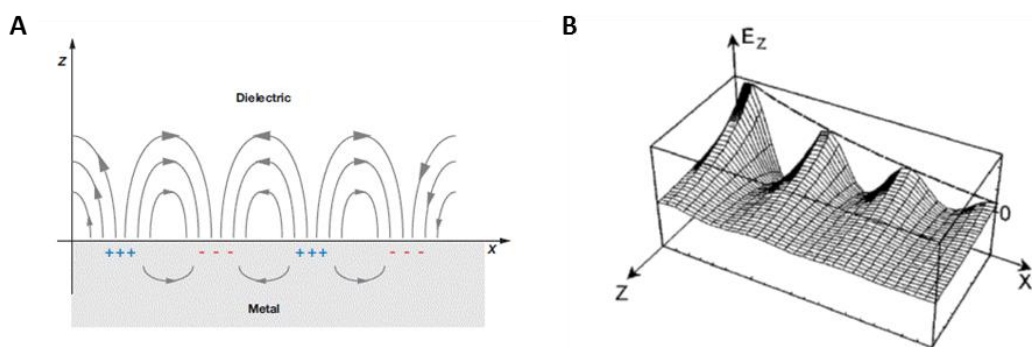 A
z
Dielectric
+++ - - - +++ - - -
x
Metal
B
E_Z
0
X
Z